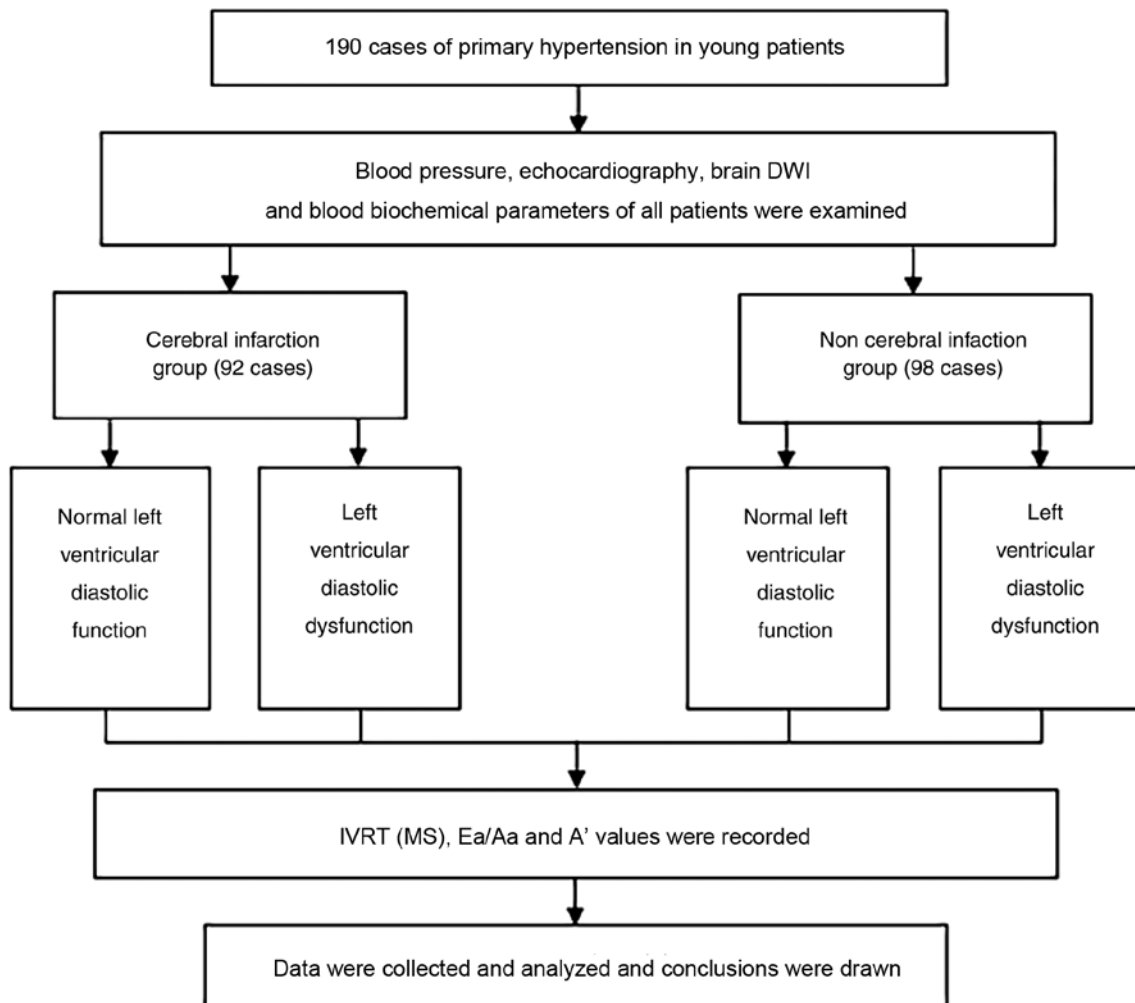 190 cases of primary hypertension in young patients
Blood pressure, echocardiography, brain DWI
and blood biochemical parameters of all patients were examined
Cerebral infarction
group (92 cases)
Non cerebral infaction
group (98 cases)
Normal left
ventricular
diastolic
function
Left
ventricular
diastolic
dysfunction
Normal left
ventricular
diastolic
function
Left
ventricular
diastolic
dysfunction
IVRT (MS), Ea/Aa and A' values were recorded
Data were collected and analyzed and conclusions were drawn